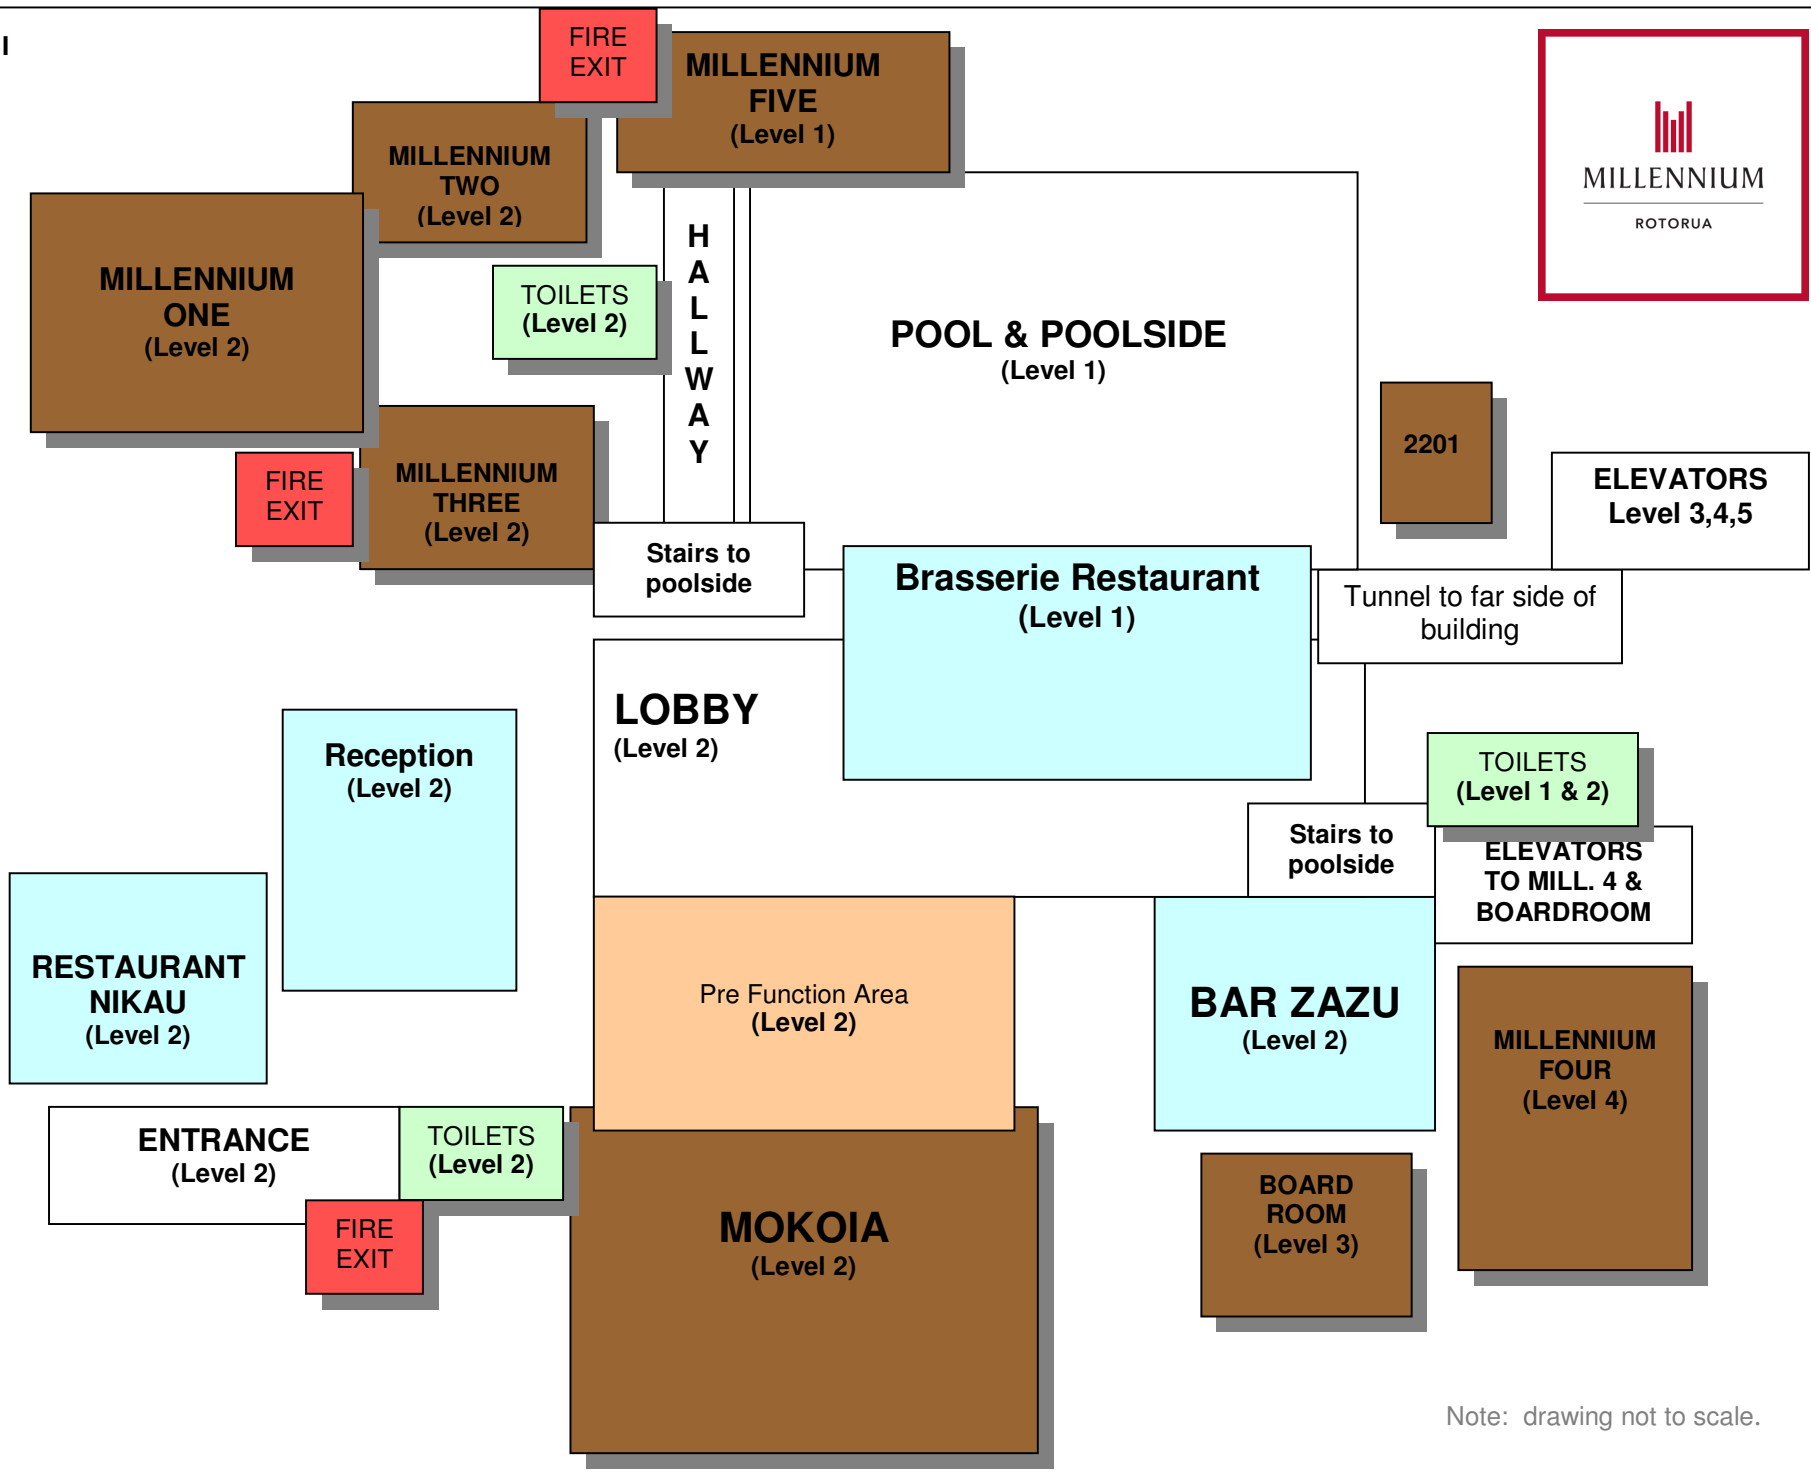 I
FIRE
EXIT
MILLENNIUM
FIVE
(Level 1)
MILLENNIUM
ROTORUA
MILLENNIUM
TWO
(Level 2)
MILLENNIUM
ONE
(Level 2)
TOILETS
(Level 2)
H
A
L
L
W
A
Y
POOL & POOLSIDE
(Level 1)
2201
ELEVATORS
Level 3,4,5
FIRE
EXIT
MILLENNIUM
THREE
(Level 2)
Stairs to
poolside
Brasserie Restaurant
(Level 1)
Tunnel to far side of
building
LOBBY
(Level 2)
Reception
(Level 2)
TOILETS
(Level 1 & 2)
Stairs to
poolside
ELEVATORS
TO MILL. 4 &
BOARDROOM
RESTAURANT
NIKAU
(Level 2)
Pre Function Area
(Level 2)
BAR ZAZU
(Level 2)
MILLENNIUM
FOUR
(Level 4)
ENTRANCE
(Level 2)
TOILETS
(Level 2)
FIRE
EXIT
MOKOIA
(Level 2)
BOARD
ROOM
(Level 3)
Note:  drawing not to scale.